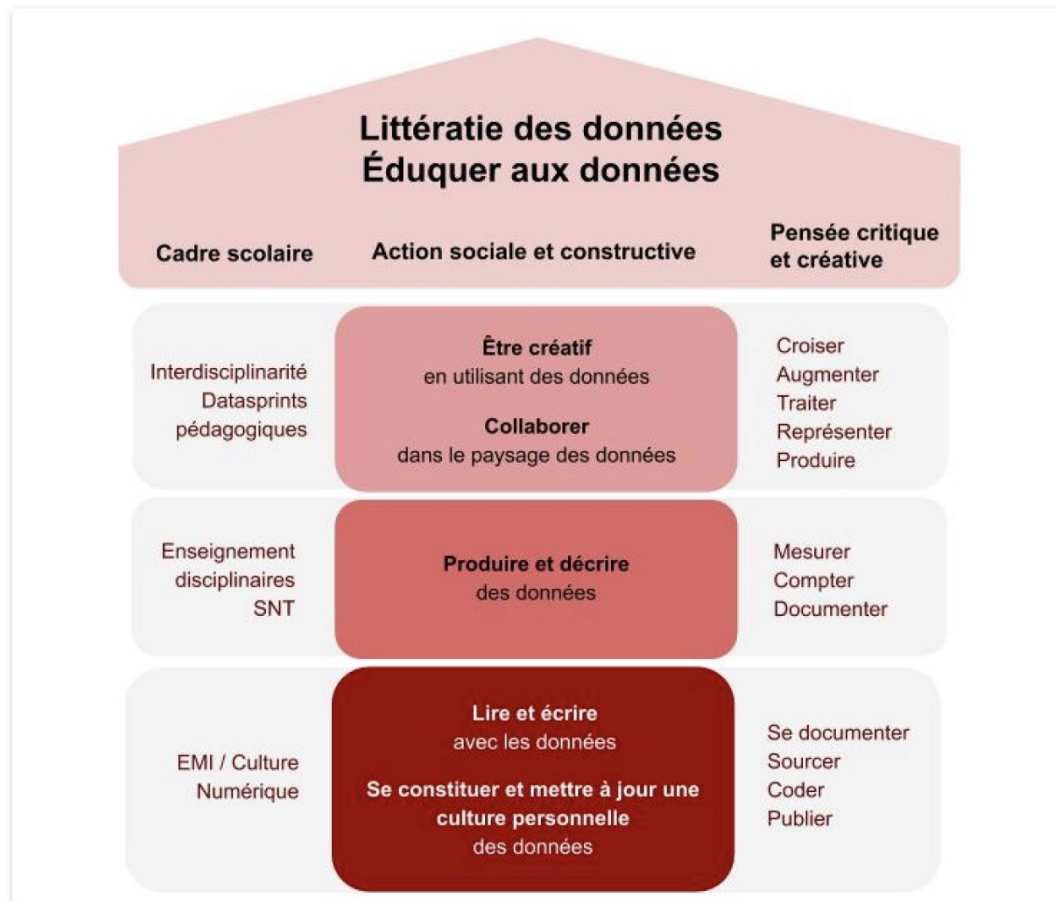 Littératie des données
Éduquer aux données
Cadre scolaire
Action sociale et constructive
Pensée critique
et créative
Interdisciplinarité
Datasprints
pédagogiques
Être créatif
en utilisant des données
Collaborer
dans le paysage des données
Croiser
Augmenter
Traiter
Représenter
Produire
Enseignement
disciplinaires
SNT
Produire et décrire
des données
Mesurer
Compter
Documenter
EMI / Culture
Numérique
Lire et écrire
avec les données
Se constituer et mettre à jour une
culture personnelle
des données
Se documenter
Sourcer
Coder
Publier